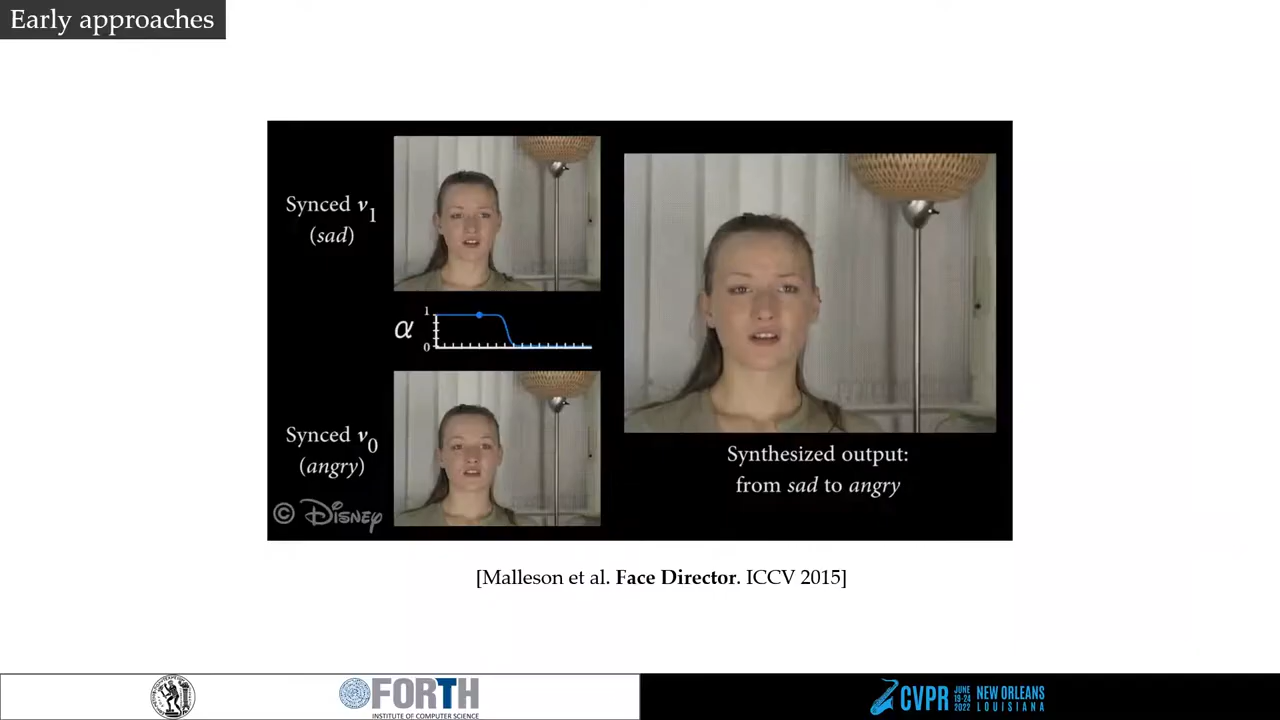 Early approaches
Synced v1
(sad)
α
1
0
Synced v0
(angry)
© Disney
Synthesized output:
from sad to angry
[Malleson et al. Face Director. ICCV 2015]
FORTH
INSTITUTE OF COMPUTER SCIENCE
CVPR
JUNE
19-24
2022
NEW ORLEANS
LOUISIANA